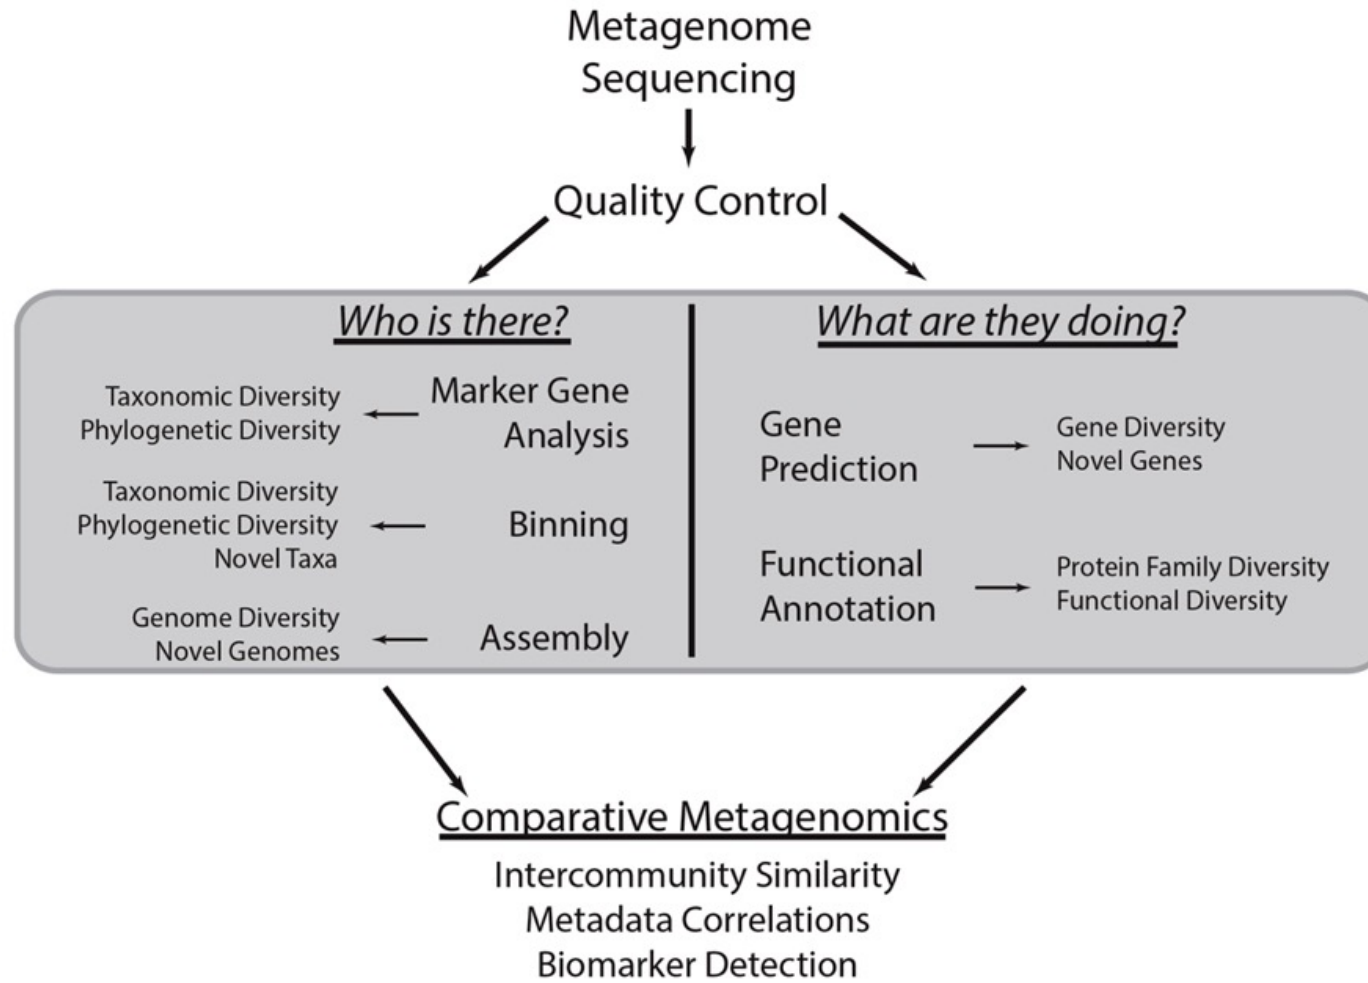 Metagenome
Sequencing
Quality Control
Who is there?
Marker Gene
Analysis
Taxonomic Diversity
Phylogenetic Diversity
Binning
Taxonomic Diversity
Phylogenetic Diversity
Novel Taxa
Assembly
Genome Diversity
Novel Genomes
What are they doing?
Gene
Prediction
Gene Diversity
Novel Genes
Functional
Annotation
Protein Family Diversity
Functional Diversity
Comparative Metagenomics
Intercommunity Similarity
Metadata Correlations
Biomarker Detection